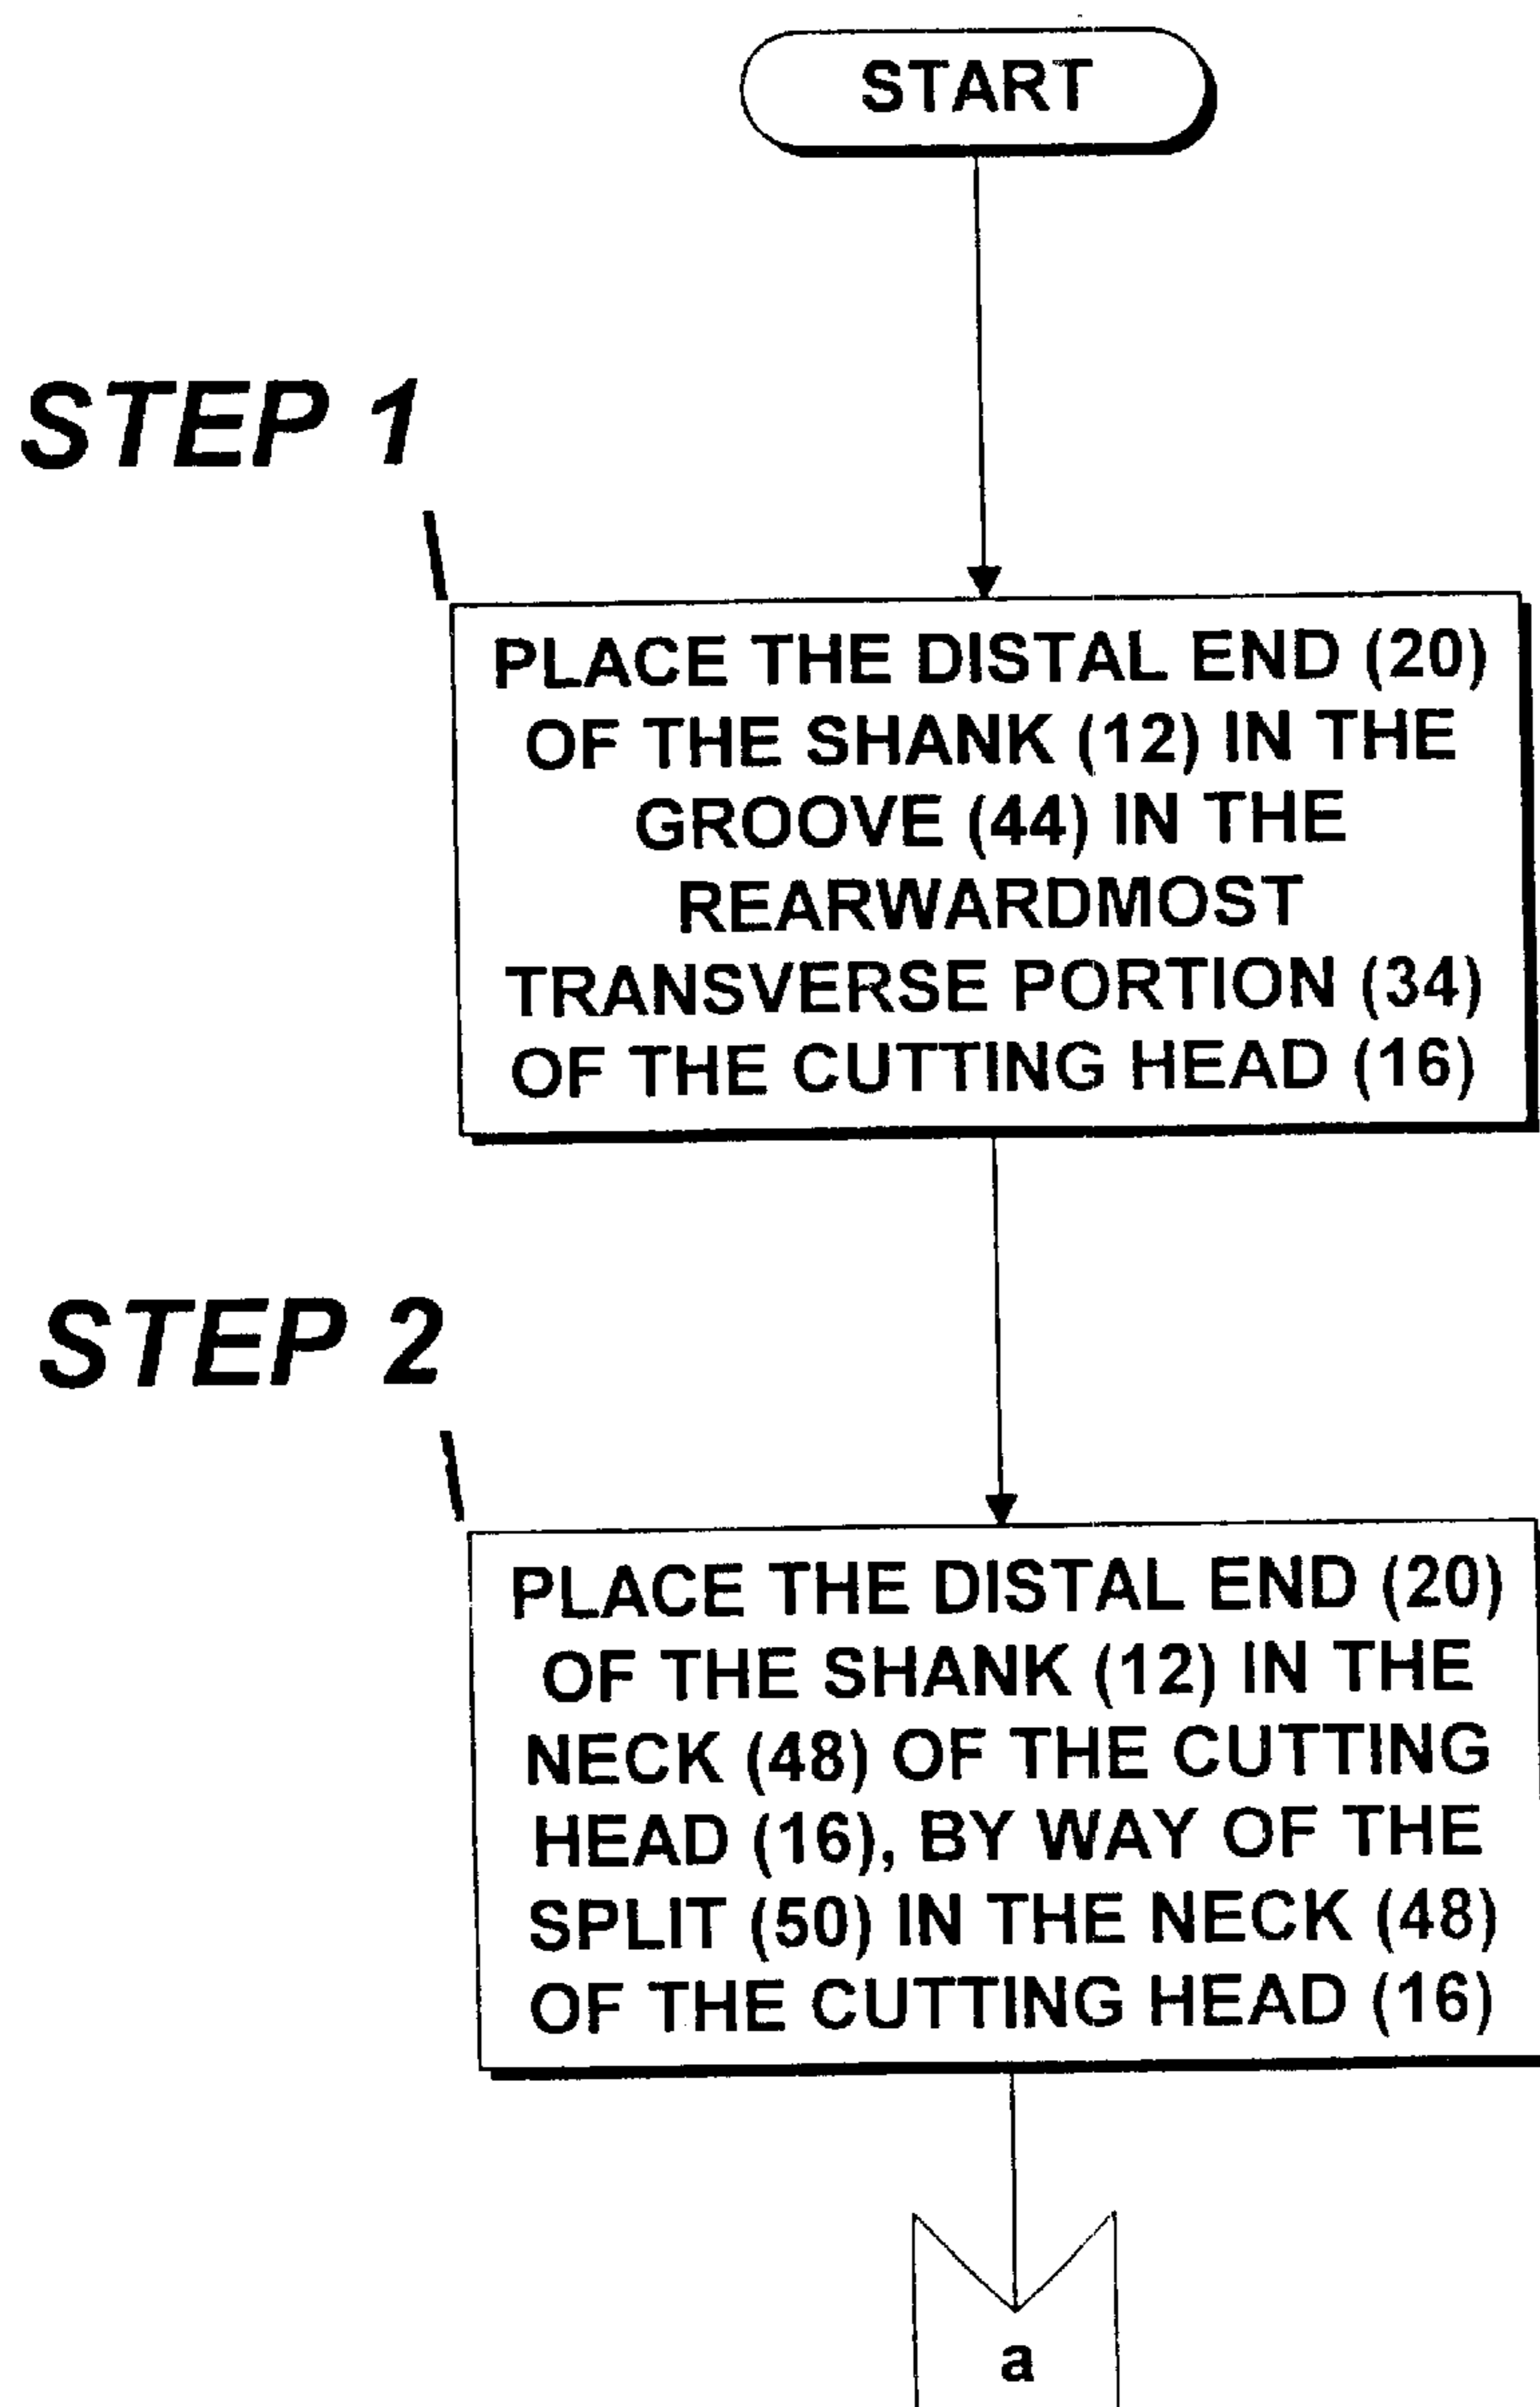 START
STEP 1
PLACE THE DISTAL END (20)
OF THE SHANK (12) IN THE
GROOVE (44) IN THE
REARWARDMOST
TRANSVERSE PORTION (34)
OF THE CUTTING HEAD (16)
STEP 2
PLACE THE DISTAL END (20)
OF THE SHANK (12) IN THE
NECK (48) OF THE CUTTING
HEAD (16), BY WAY OF THE
SPLIT (50) IN THE NECK (48)
OF THE CUTTING HEAD (16)
a